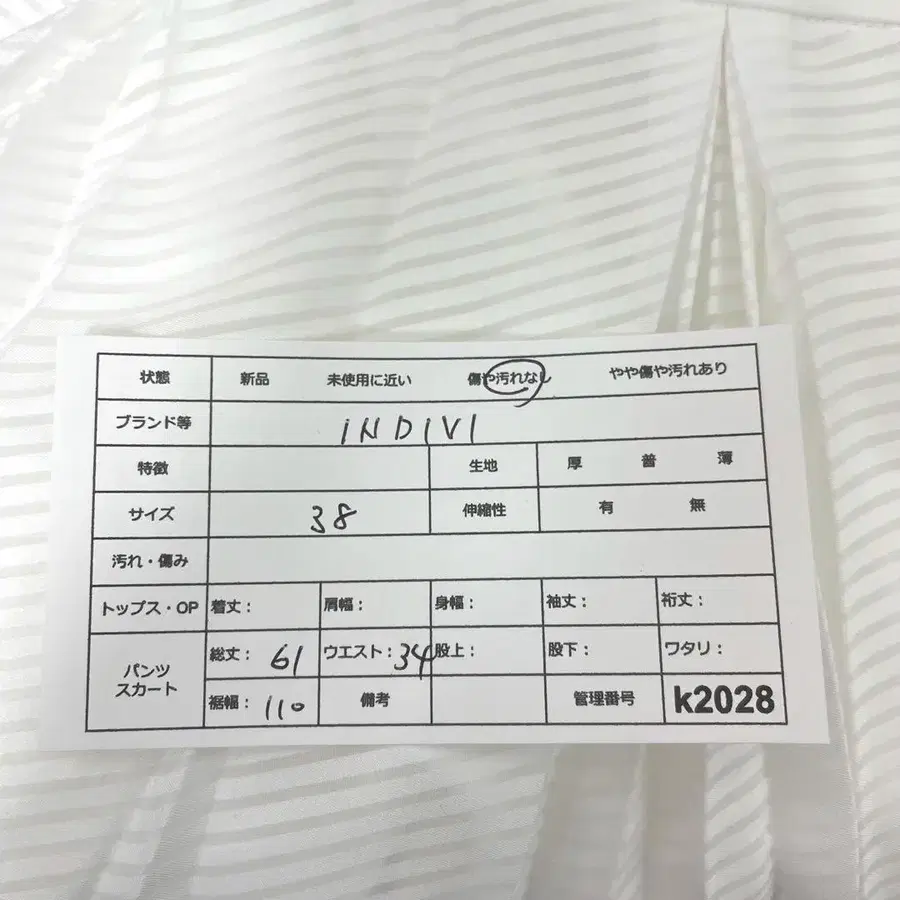 状態 新品 未使用に近い 傷や汚れなし やや傷や汚れあり
ブランド等 INDIVI
特徴 生地 厚 普 薄
サイズ 38 伸縮性 有 無
汚れ・傷み
トップス・OP 着丈: 肩幅: 身幅: 袖丈: 裄丈:
パンツ
スカート
総丈: 61 ウエスト: 34 股上: 股下: ワタリ:
裾幅: 110 備考 管理番号 k2028